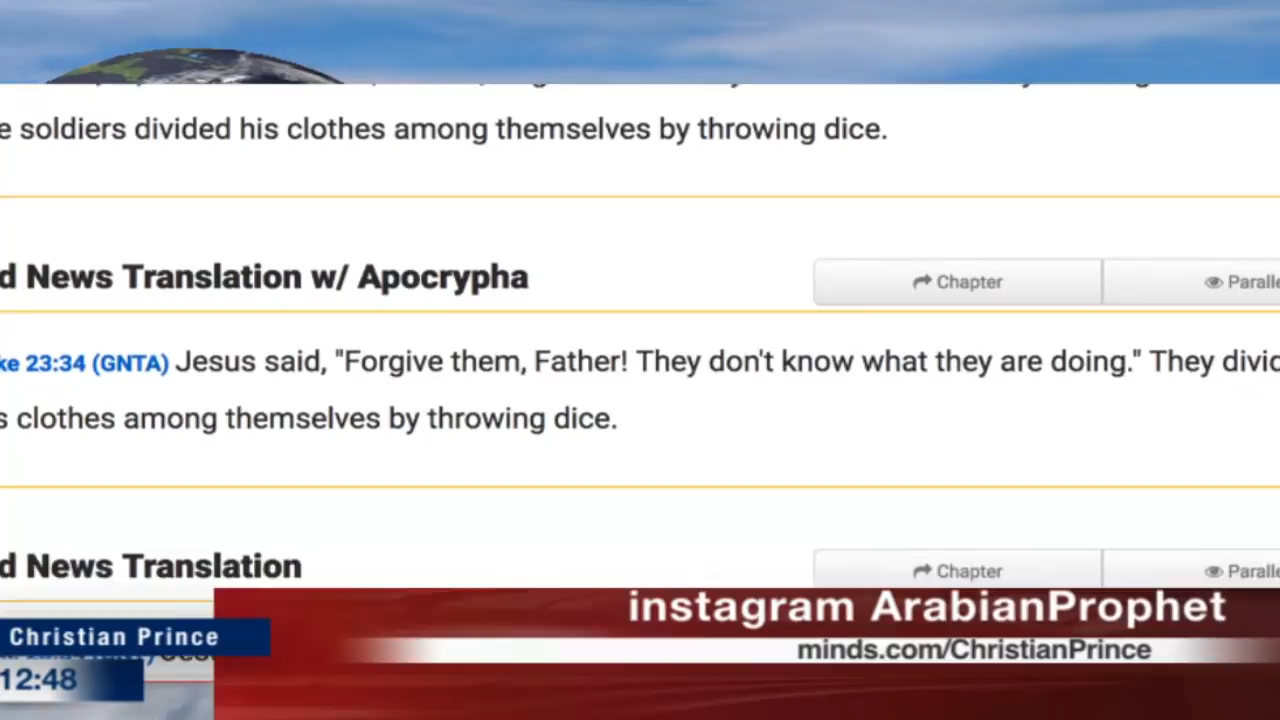 e soldiers divided his clothes among themselves by throwing dice.
d News Translation w/ Apocrypha
Chapter
Paralle
ke 23:34 (GNTA) Jesus said, "Forgive them, Father! They don't know what they are doing." They divid
s clothes among themselves by throwing dice.
d News Translation
Chapter
Paralle
instagram ArabianProphet
Christian Prince
minds.com/ChristianPrince
12:48